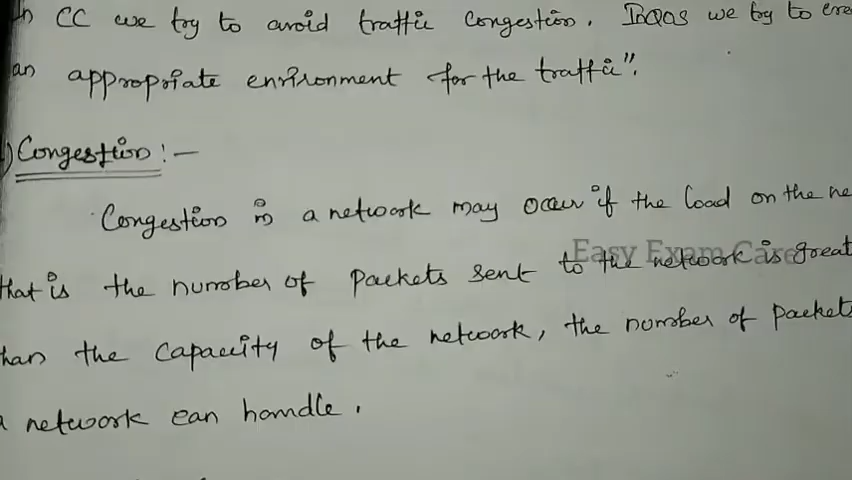 In CC we try to avoid traffic congestion. InQOS we try to cre
an appropriate environment for the traffic".
) Congestion :-
Congestion in a network may occur if the load on the ne
Easy Exam Care
that is the number of packets sent to the network is great
han the capacity of the network, the number of packets
a network can handle.